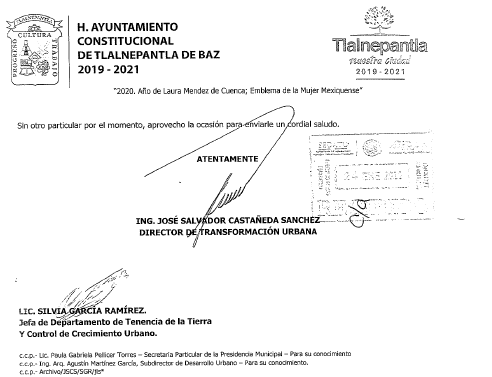 TLALNEPANTLA
CULTURA
PROGRESO
TRABAJO
H. AYUNTAMIENTO
CONSTITUCIONAL
DE TLALNEPANTLA DE BAZ
2019 - 2021
Tlalnepantla
nuestra ciudad
2019 - 2021
"2020. Año de Laura Mendez de Cuenca; Emblema de la Mujer Mexiquense"
Sin otro particular por el momento, aprovecho la ocasión para enviarle un cordial saludo.
ATENTAMENTE
ENE
ING. JOSÉ SALVADOR CASTAÑEDA SANCHEZ
DIRECTOR DE TRANSFORMACIÓN URBANA
LIC. SILVIA GARCÍA RAMÍREZ.
Jefa de Departamento de Tenencia de la Tierra
Y Control de Crecimiento Urbano.
c.c.p.- Lic. Paula Gabriela Pellicer Torres – Secretaria Particular de la Presidencia Municipal – Para su conocimiento
c.c.p.- Ing. Arq. Agustín Martínez García, Subdirector de Desarrollo Urbano – Para su conocimiento
c.c.p.- Archivo/JSCS/SGR/jls*